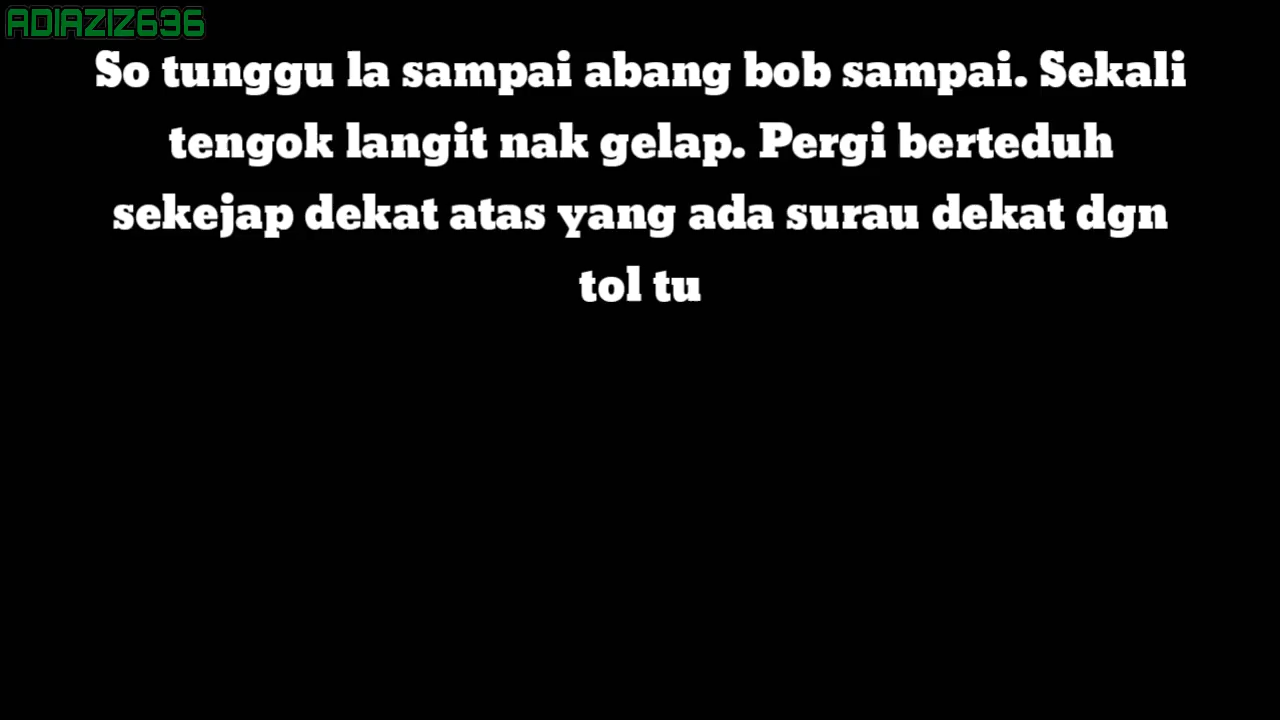 ADIAZIZ636
So tunggu la sampai abang bob sampai. Sekali
tengok langit nak gelap. Pergi berteduh
sekejap dekat atas yang ada surau dekat dgn
tol tu